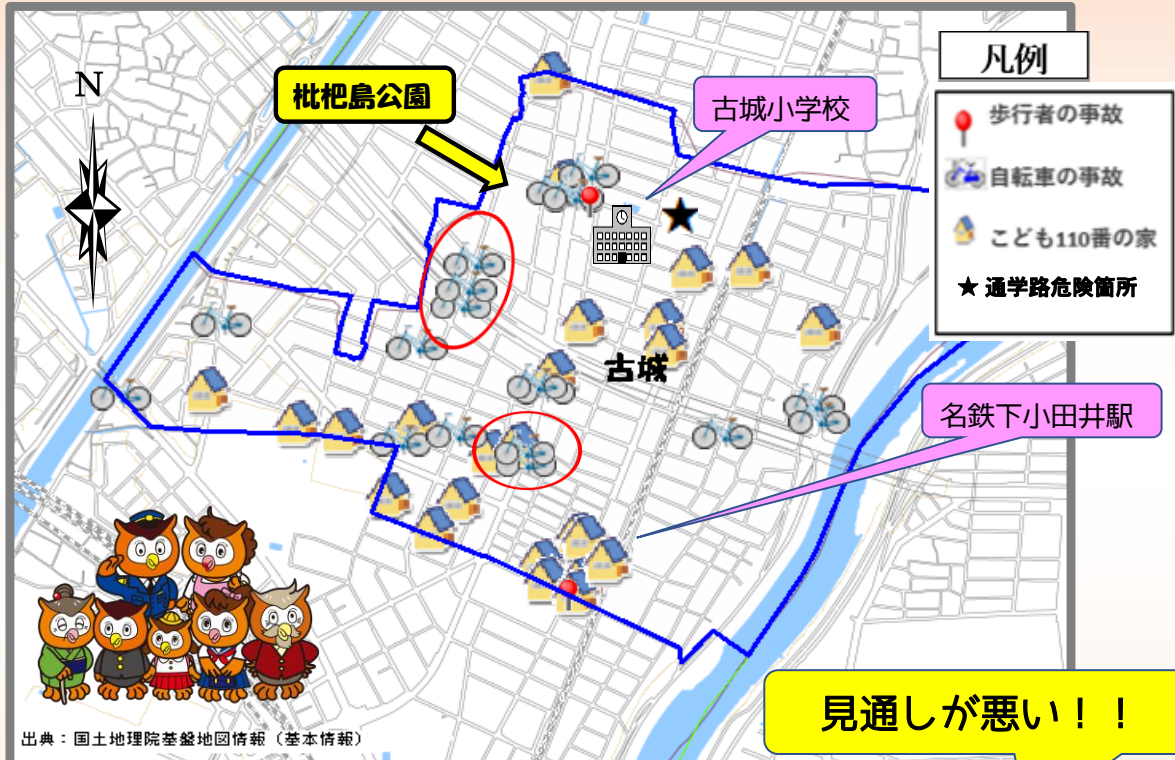 N
枇杷島公園
古城小学校
凡例
歩行者の事故
自転車の事故
こども110番の家
★ 通学路危険箇所
古城
名鉄下小田井駅
見通しが悪い！！
出典：国土地理院基盤地図情報（基本情報）